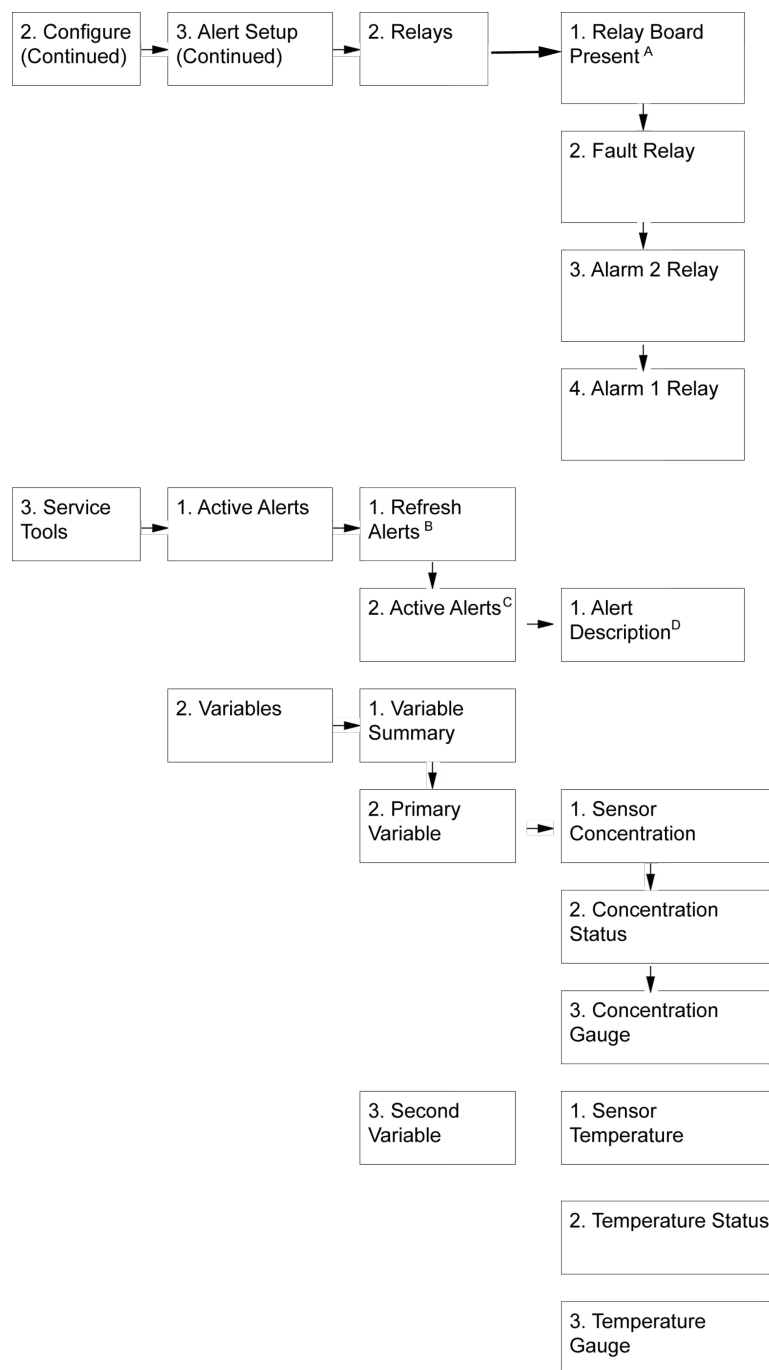 2. Configure
(Continued)
3. Alert Setup
(Continued)
2. Relays
1. Relay Board
Present A
2. Fault Relay
3. Alarm 2 Relay
4. Alarm 1 Relay
3. Service
Tools
1. Active Alerts
1. Refresh
Alerts B
2. Active Alerts C
1. Alert
Description D
2. Variables
1. Variable
Summary
2. Primary
Variable
1. Sensor
Concentration
2. Concentration
Status
3. Concentration
Gauge
3. Second
Variable
1. Sensor
Temperature
2. Temperature Status
3. Temperature
Gauge